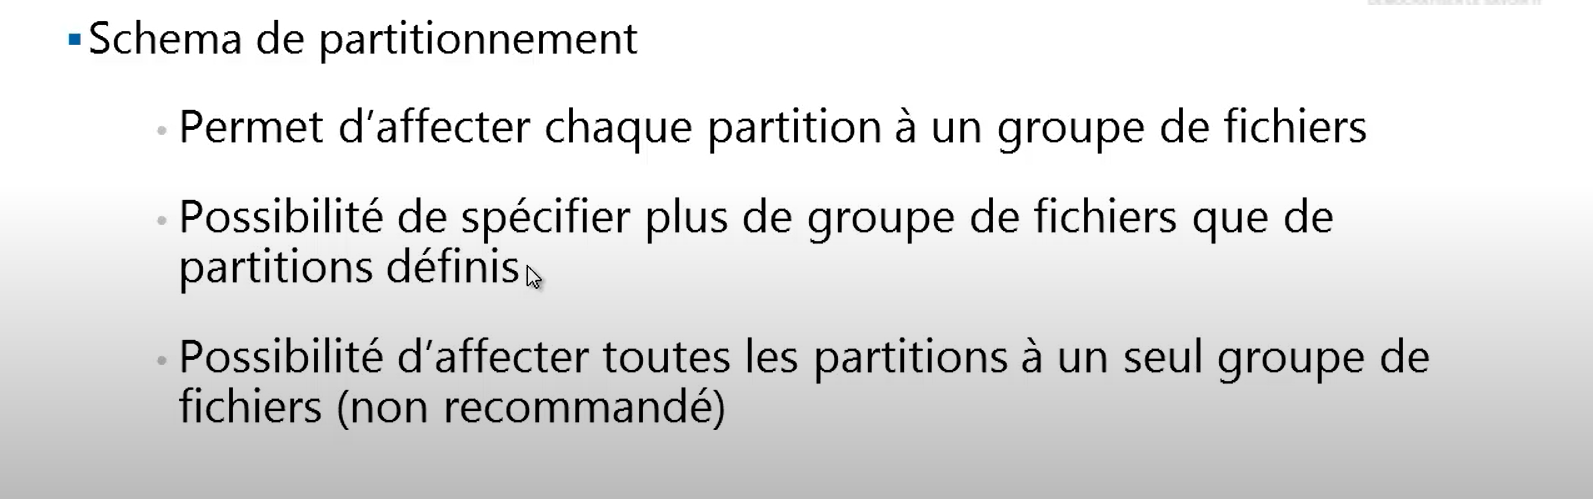 Schema de partitionnement
Permet d’affecter chaque partition à un groupe de fichiers
Possibilité de spécifier plus de groupe de fichiers que de
partitions définis
Possibilité d’affecter toutes les partitions à un seul groupe de
fichiers (non recommandé)